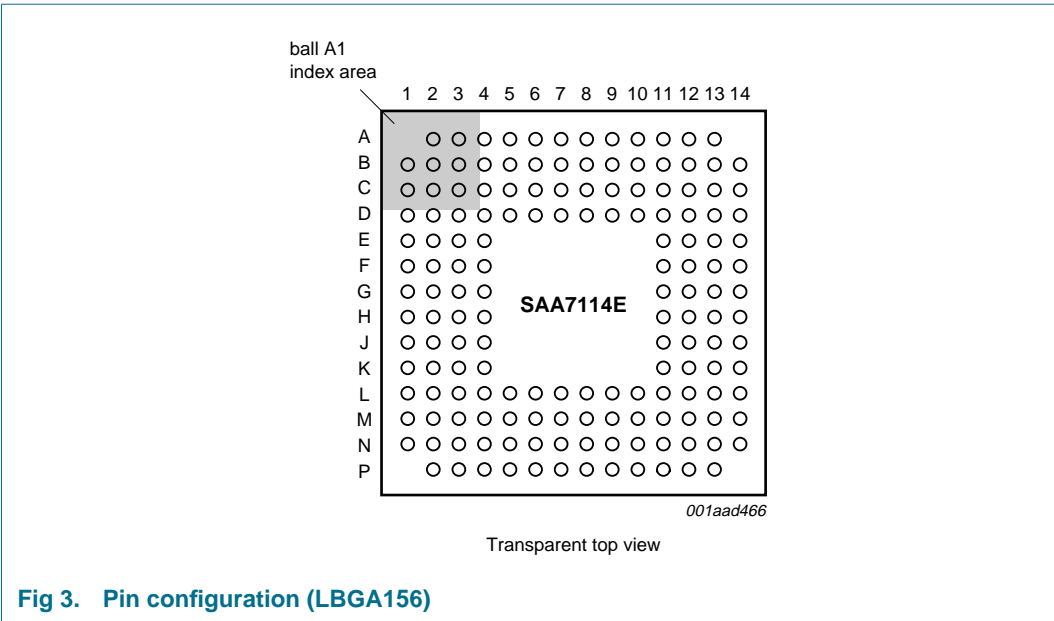 ball A1
index area
1 2 3 4 5 6 7 8 9 10 11 12 13 14
A
B
C
D
E
F
G
H
J
K
L
M
N
P
SAA7114E
001aad466
Transparent top view
Fig 3. Pin configuration (LBGA156)